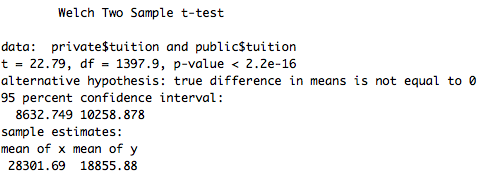 Welch Two Sample t-test
data:  private$tuition and public$tuition
t = 22.79, df = 1397.9, p-value < 2.2e-16
alternative hypothesis: true difference in means is not equal to 0
95 percent confidence interval:
8632.749 10258.878
sample estimates:
mean of x mean of y
28301.69  18855.88